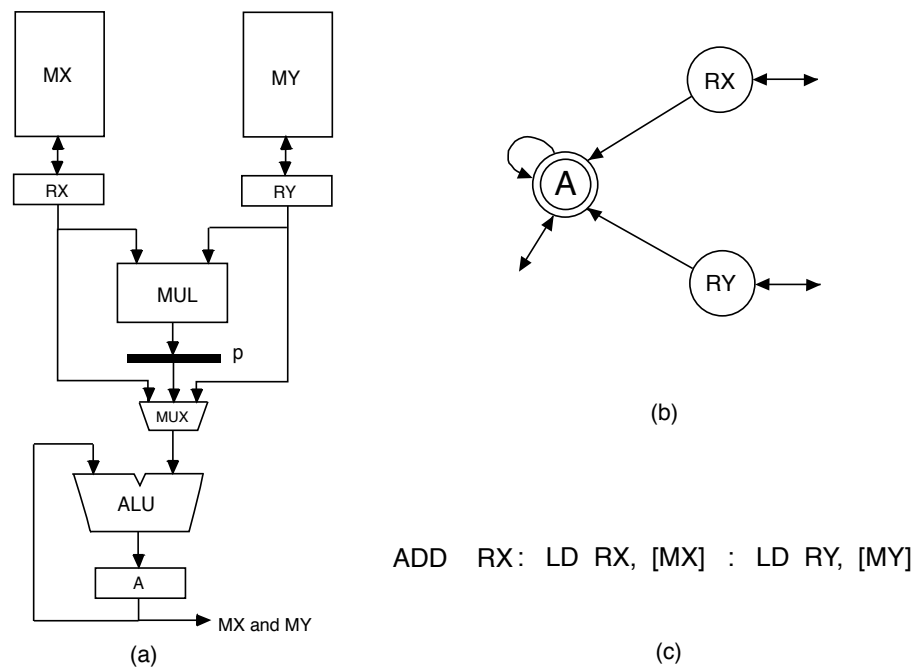 MX
MY
RX
RY
MUL
p
MUX
ALU
A
MX and MY
(a)
RX
A
RY
(b)
ADD RX: LD RX, [MX] : LD RY, [MY]
(c)